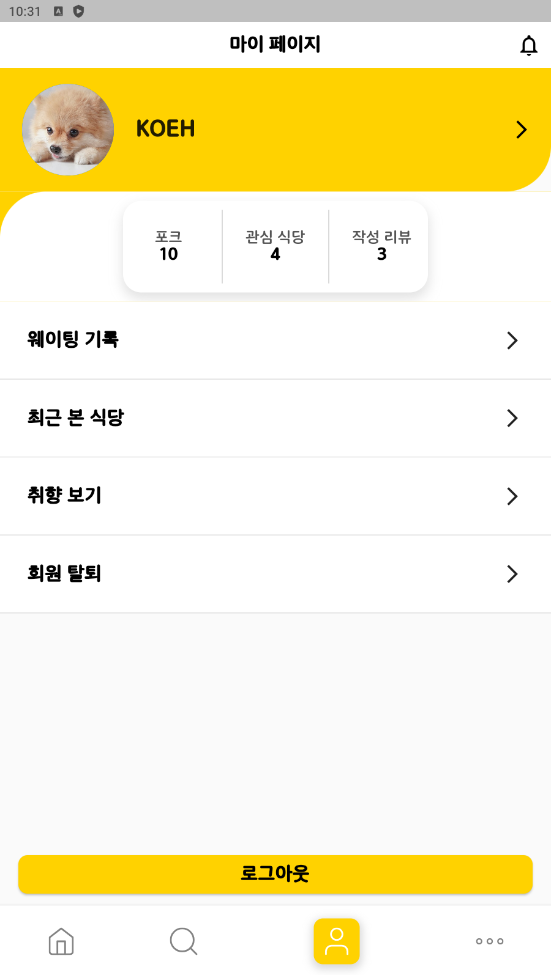 10:31
마이 페이지
KOEH
포크
10
관심 식당
4
작성 리뷰
3
웨이팅 기록
최근 본 식당
취향 보기
회원 탈퇴
로그아웃